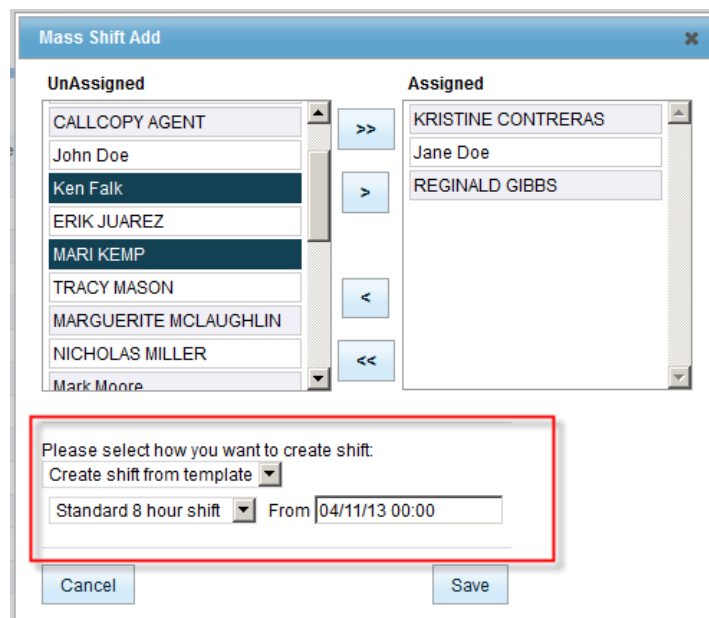 Mass Shift Add
UnAssigned
Assigned
CALLCOPY AGENT
John Doe
Ken Falk
ERIK JUAREZ
MARI KEMP
TRACY MASON
MARGUERITE MCLAUGHLIN
NICHOLAS MILLER
Mark Moore
>>
>
<
<<
KRISTINE CONTRERAS
Jane Doe
REGINALD GIBBS
Please select how you want to create shift:
Create shift from template
Standard 8 hour shift From 04/11/13 00:00
Cancel Save